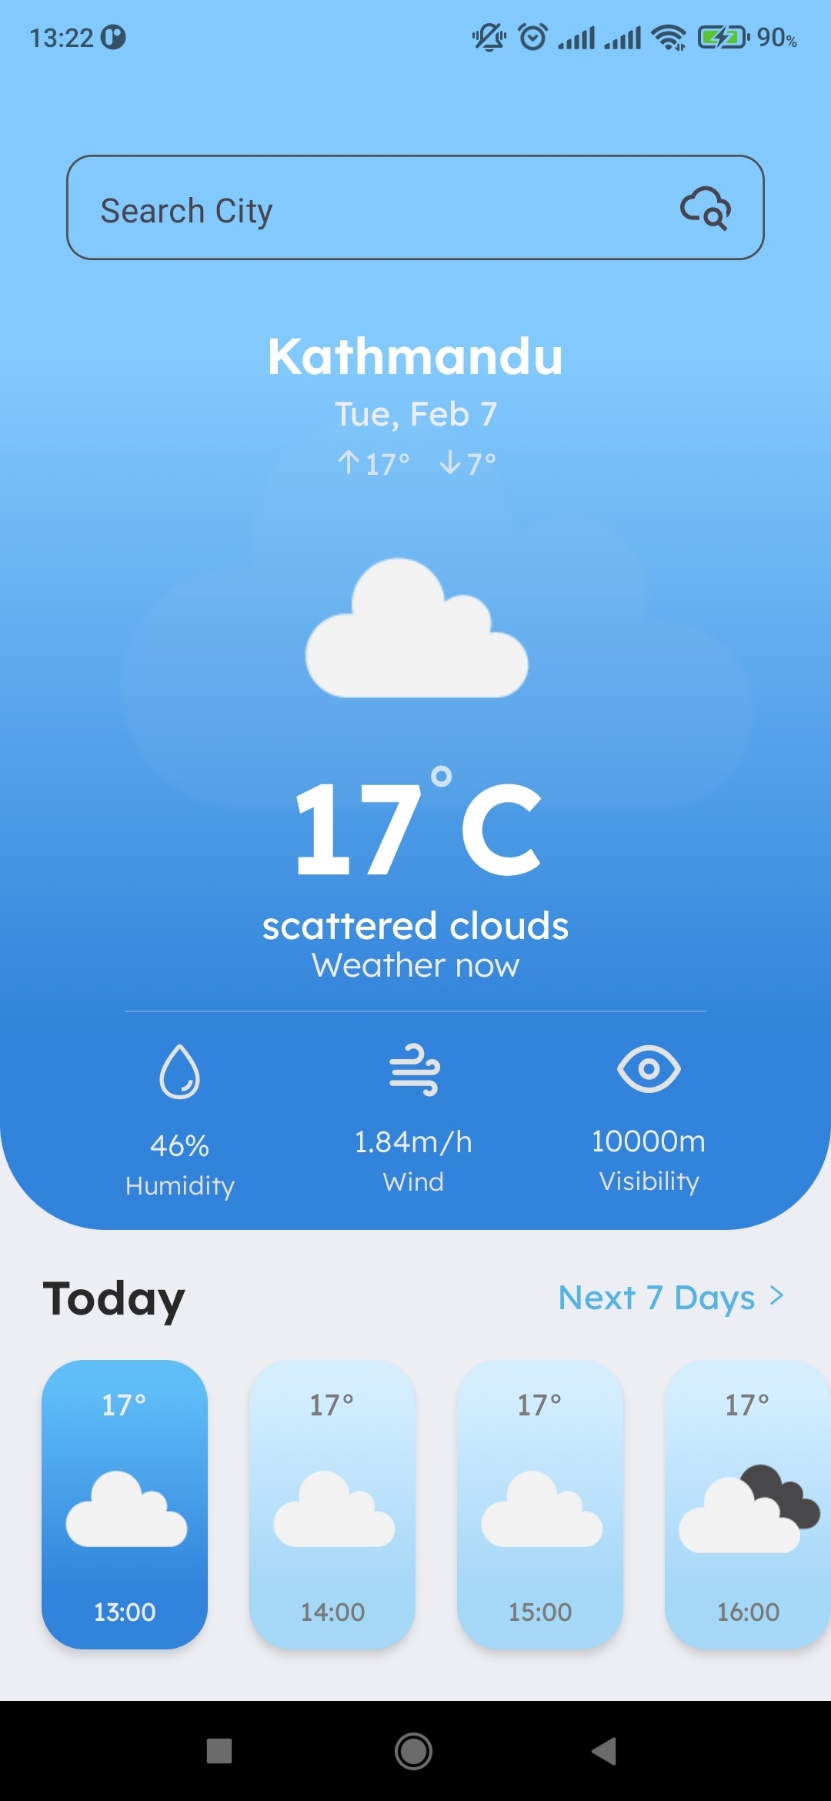 13:22 90%
Search City
Kathmandu
Tue, Feb 7
↑17° ↓7°
17°C
scattered clouds
Weather now
46% 1.84m/h 10000m
Humidity Wind Visibility
Today Next 7 Days >
17° 17° 17° 17°
13:00 14:00 15:00 16:00